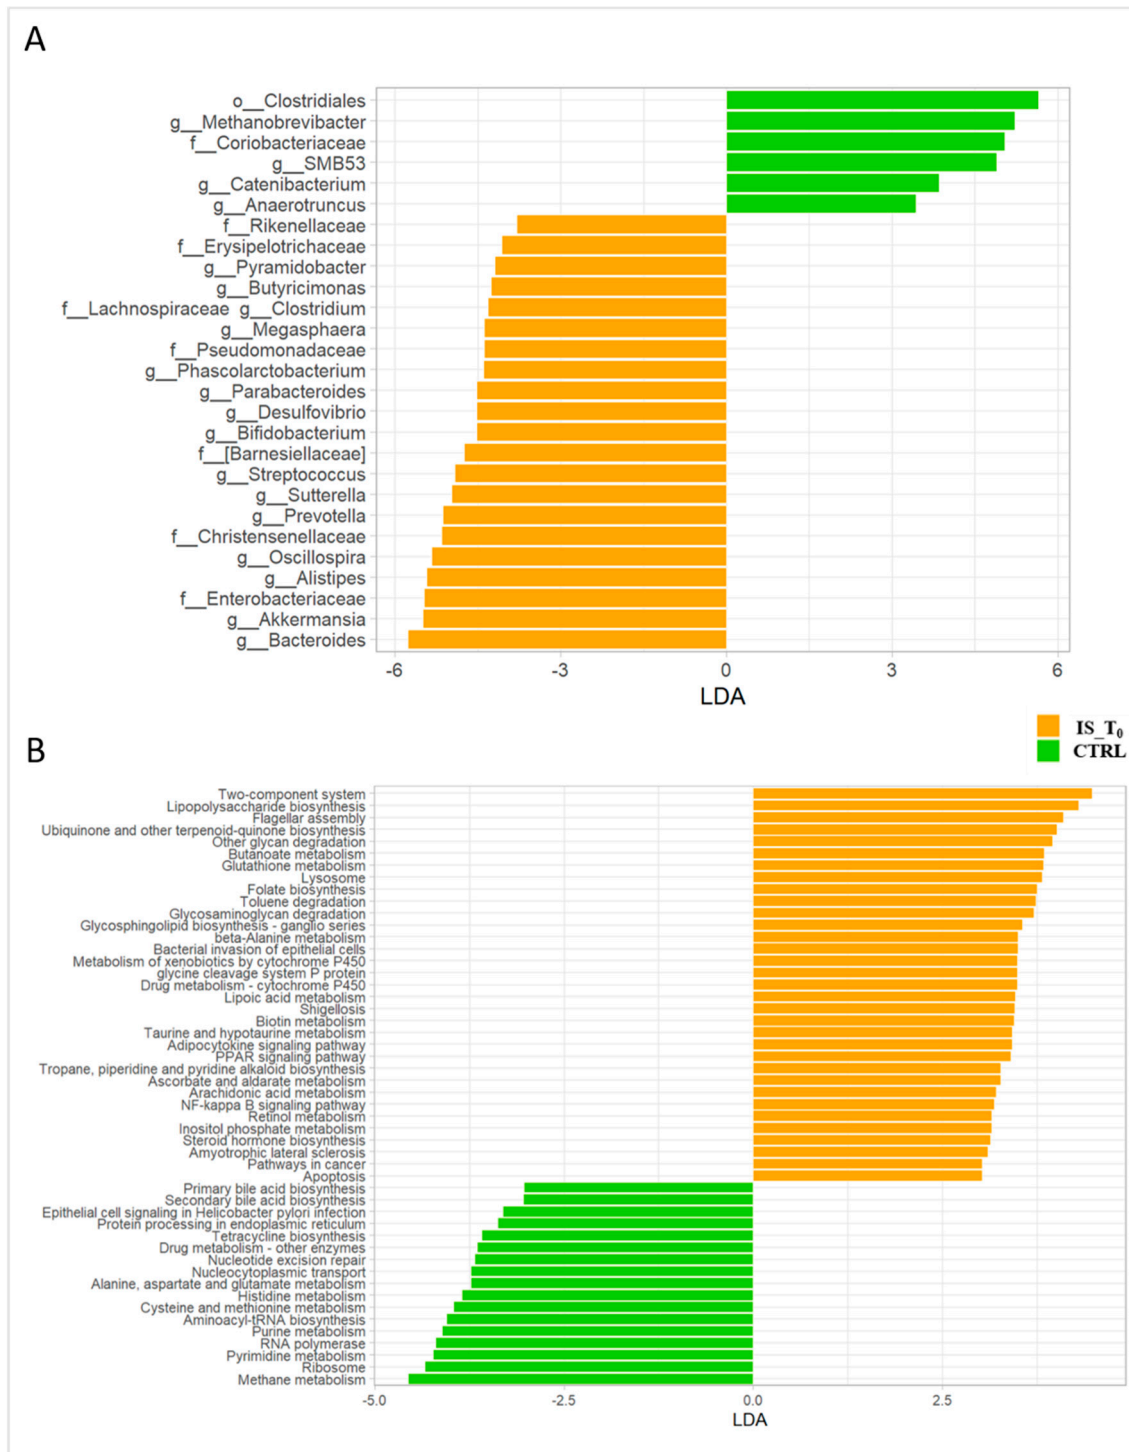 A
o__Clostridiales
g__Methanobrevibacter
f__Coriobacteriaceae
g__SMB53
g__Catenibacterium
g__Anaerotruncus
f__Rikenellaceae
f__Erysipelotrichaceae
g__Pyramidobacter
g__Butyricimonas
f__Lachnospiraceae g__Clostridium
g__Megasphaera
f__Pseudomonadaceae
g__Phascolarctobacterium
g__Parabacteroides
g__Desulfovibrio
g__Bifidobacterium
f__[Barnesiellaceae]
g__Streptococcus
g__Sutterella
g__Prevotella
f__Christensenellaceae
g__Oscillospira
g__Alistipes
f__Enterobacteriaceae
g__Akkermansia
g__Bacteroides
-6 -3 0 3 6
LDA
IS_T₀
CTRL
B
Two-component system
Lipopolysaccharide biosynthesis
Flagellar assembly
Ubiquinone and other terpenoid-quinone biosynthesis
Other glycan degradation
Butanoate metabolism
Glutathione metabolism
Lysosome
Folate biosynthesis
Toluene degradation
Glycosaminoglycan degradation
Glycosphingolipid biosynthesis - ganglio series
beta-Alanine metabolism
Bacterial invasion of epithelial cells
Metabolism of xenobiotics by cytochrome P450
glycine cleavage system P protein
Drug metabolism - cytochrome P450
Lipoic acid metabolism
Shigellosis
Biotin metabolism
Taurine and hypotaurine metabolism
Adipocytokine signaling pathway
PPAR signaling pathway
Tropane, piperidine and pyridine alkaloid biosynthesis
Ascorbate and aldarate metabolism
Arachidonic acid metabolism
NF-kappa B signaling pathway
Retinol metabolism
Inositol phosphate metabolism
Steroid hormone biosynthesis
Amyotrophic lateral sclerosis
Pathways in cancer
Apoptosis
Primary bile acid biosynthesis
Secondary bile acid biosynthesis
Epithelial cell signaling in Helicobacter pylori infection
Protein processing in endoplasmic reticulum
Tetracycline biosynthesis
Drug metabolism - other enzymes
Nucleotide excision repair
Nucleocytoplasmic transport
Alanine, aspartate and glutamate metabolism
Histidine metabolism
Cysteine and methionine metabolism
Aminoacyl-tRNA biosynthesis
Purine metabolism
RNA polymerase
Pyrimidine metabolism
Ribosome
Methane metabolism
-5.0 -2.5 0.0 2.5
LDA